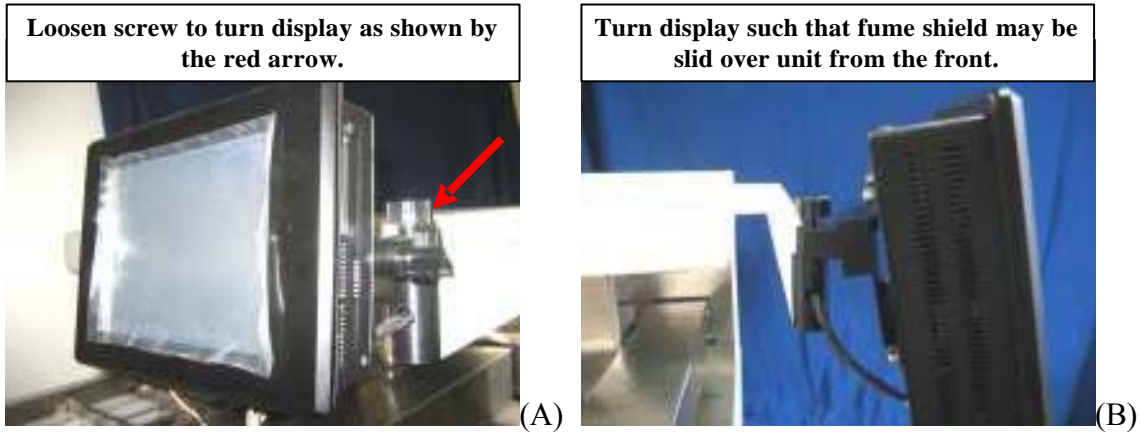 Loosen screw to turn display as shown by
the red arrow.
Turn display such that fume shield may be
slid over unit from the front.
(A)
(B)